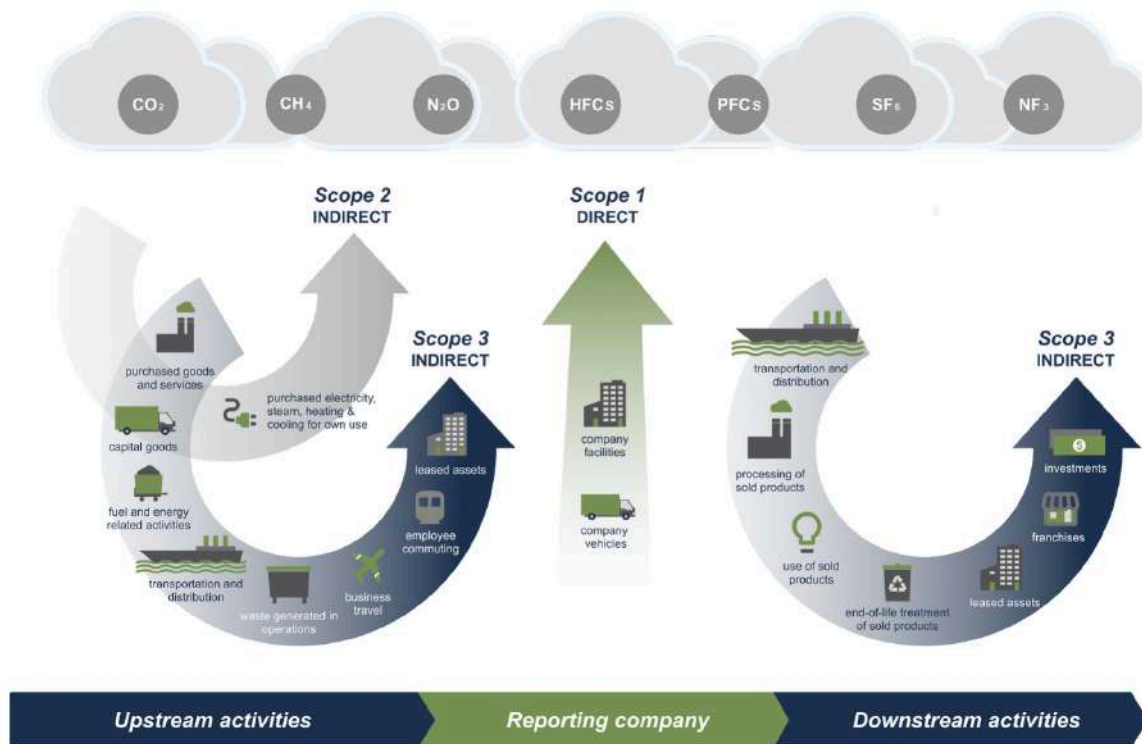 CO₂
CH₄
N₂O
HFCs
PFCs
SF₆
NF₃
Scope 2
INDIRECT
Scope 1
DIRECT
Scope 3
INDIRECT
Scope 3
INDIRECT
purchased goods
and services
purchased electricity,
steam, heating &
cooling for own use
capital goods
fuel and energy
related activities
transportation and
distribution
waste generated in
operations
business
travel
employee
commuting
leased assets
company
facilities
company
vehicles
transportation and
distribution
processing of
sold products
use of sold
products
end-of-life treatment
of sold products
leased assets
franchises
$
investments
Upstream activities
Reporting company
Downstream activities